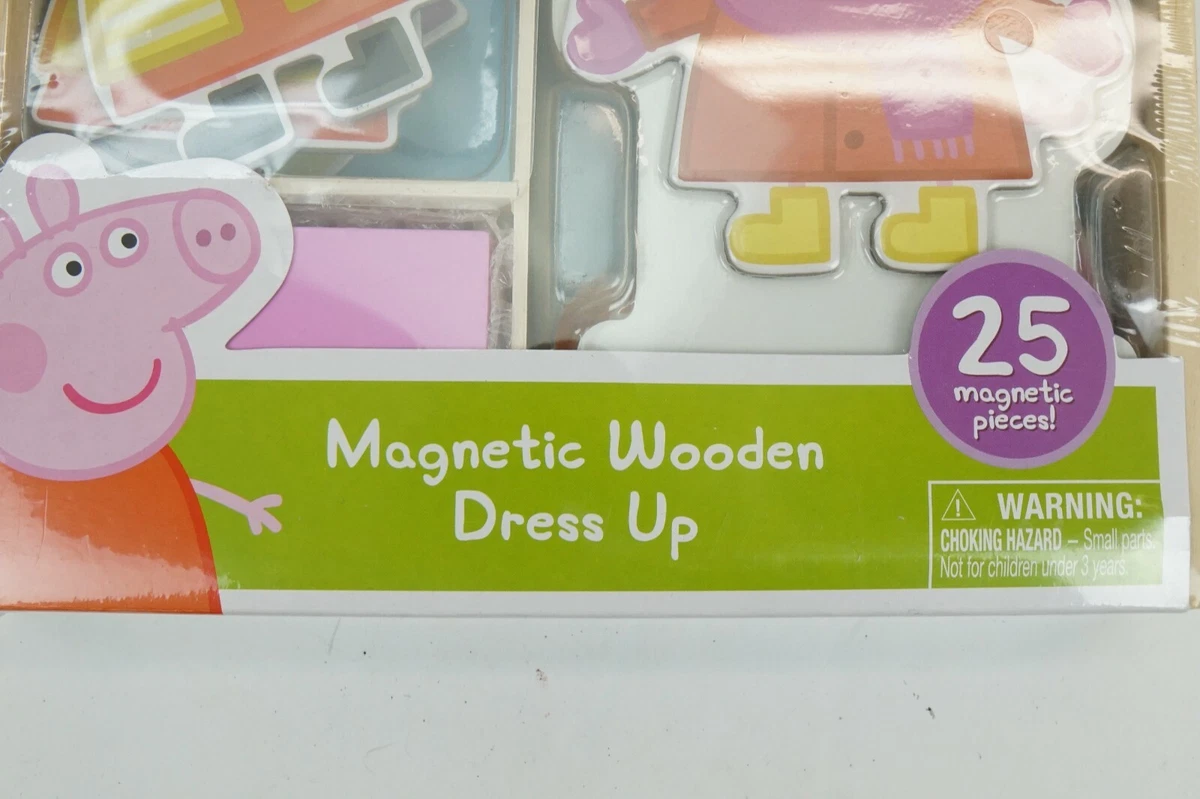 25
magnetic
pieces!
Magnetic Wooden
Dress Up
WARNING:
CHOKING HAZARD – Small parts.
Not for children under 3 years.